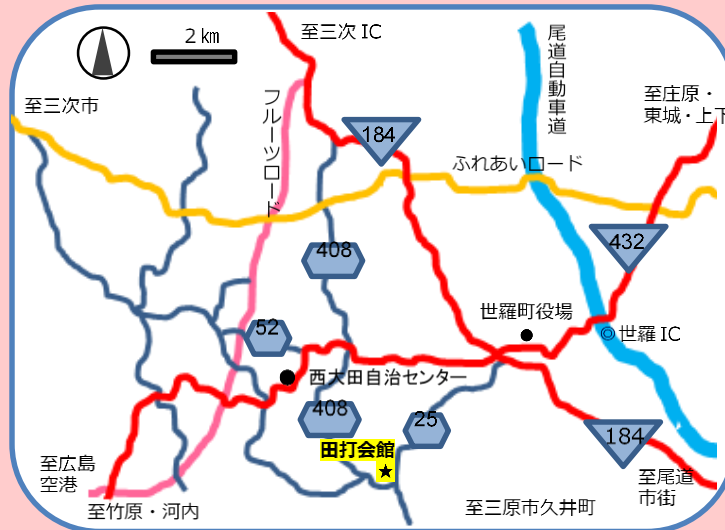 2 ㎞
至三次 IC
尾道自動車道
至庄原・
東城・上下
至三次市
フルーツロード
184
ふれあいロード
408
432
世羅町役場
52
世羅 IC
西大田自治センター
408
25
184
田打会館
至広島
空港
至尾道
市街
至竹原・河内
至三原市久井町